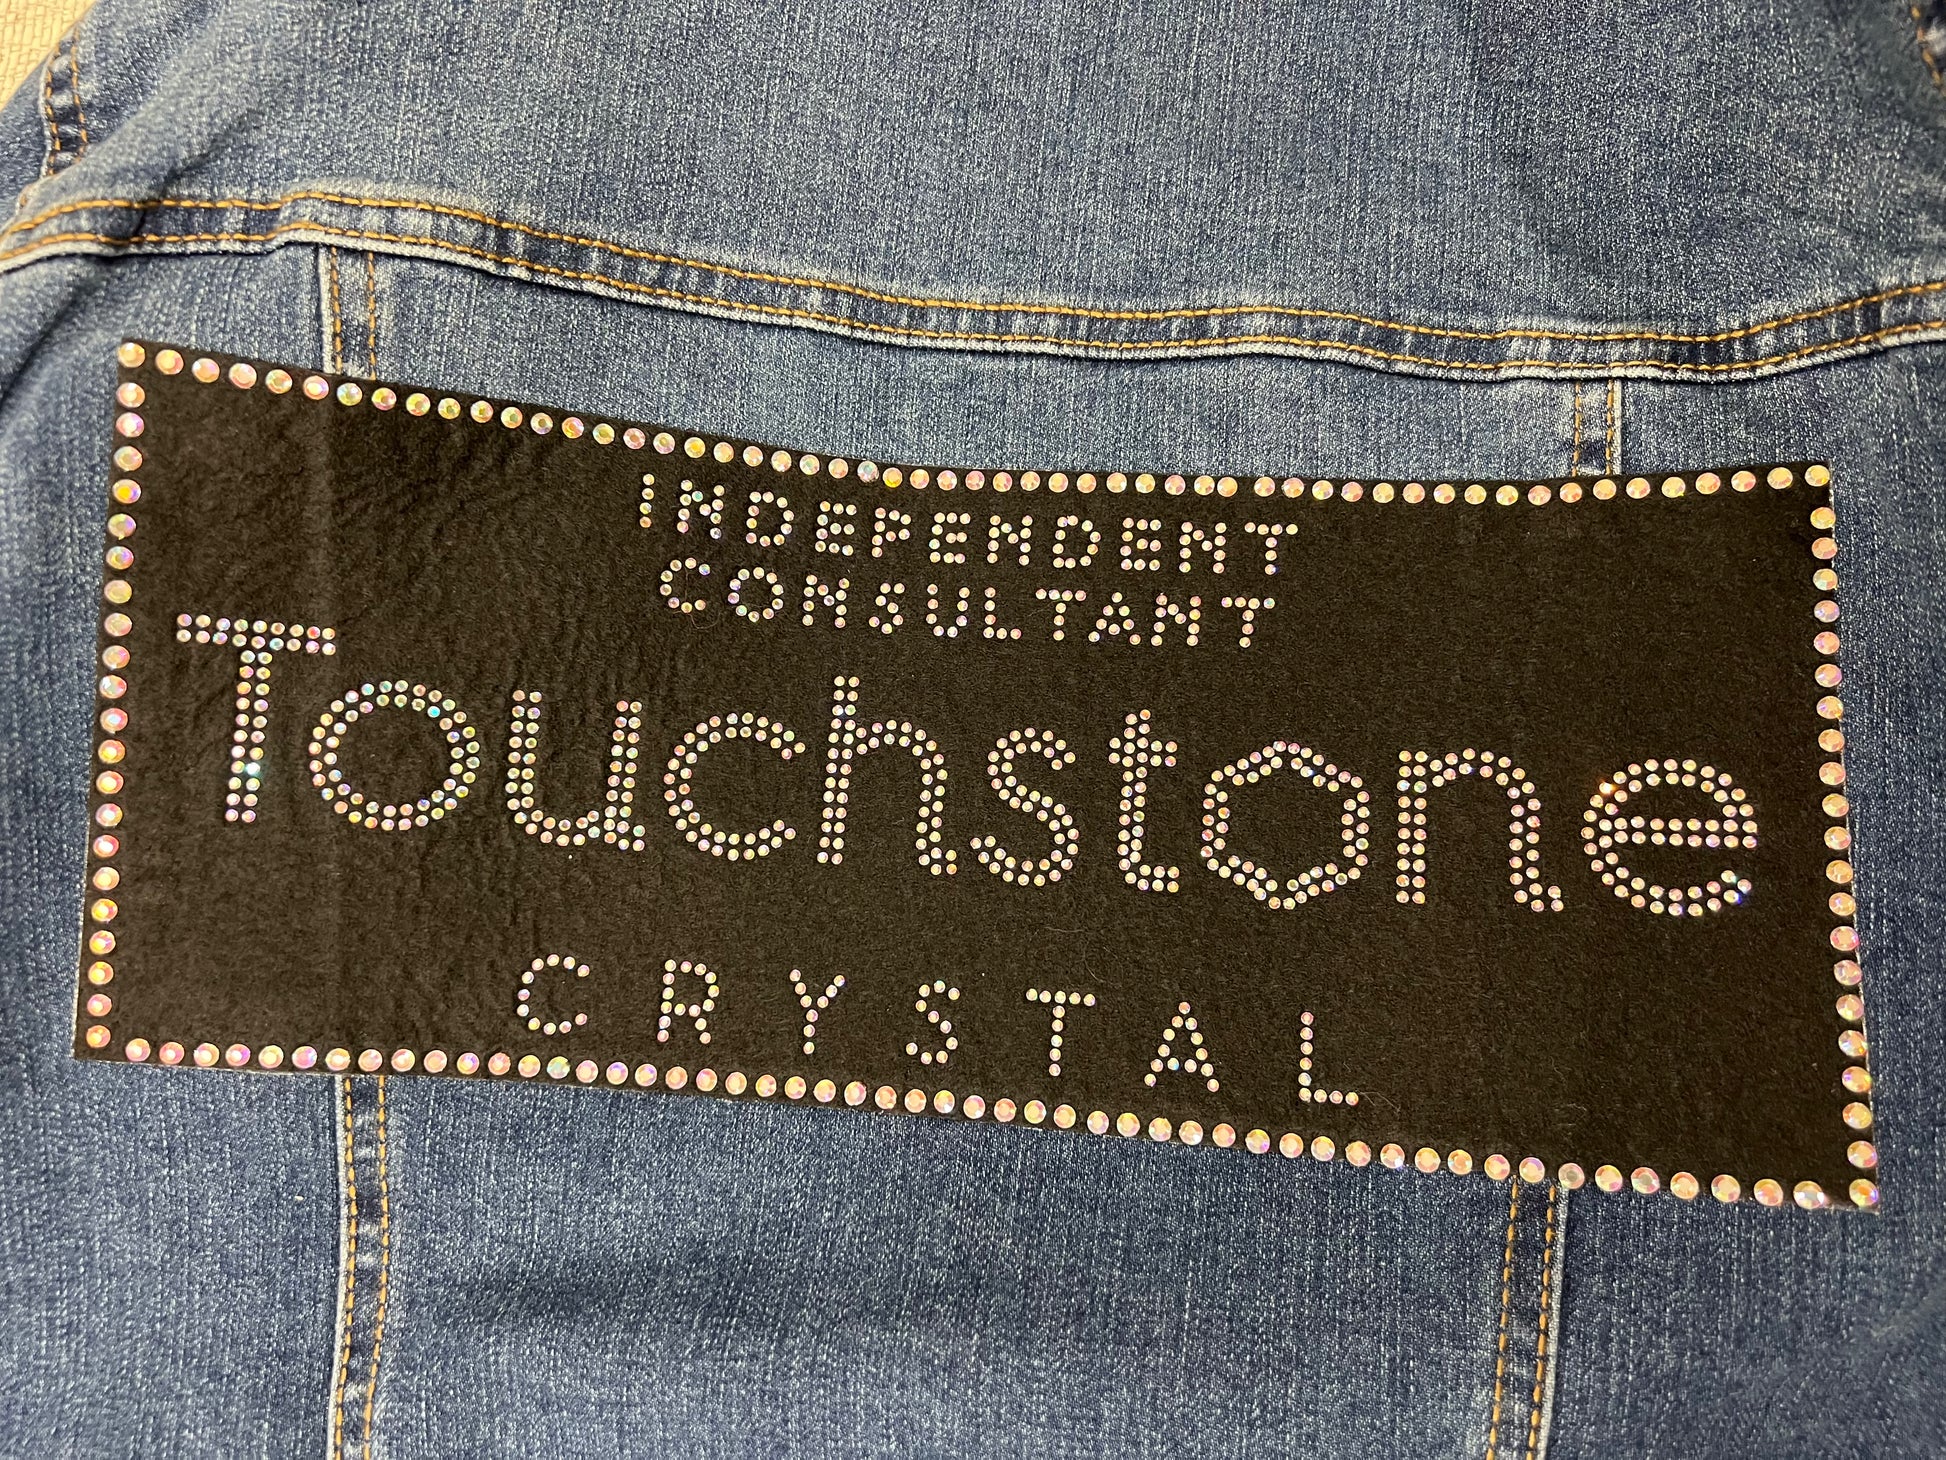 INDEPENDENT
CONSULTANT
Touchstone
CRYSTAL